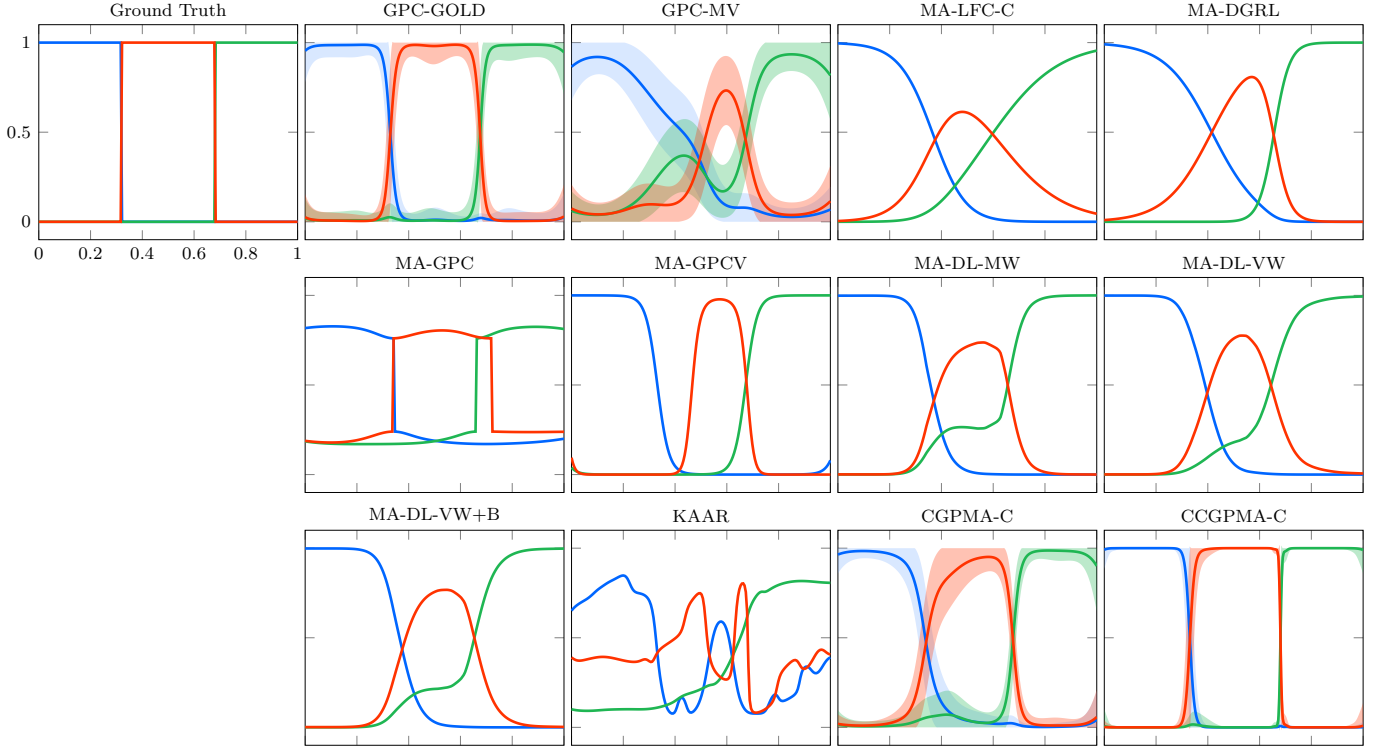 Ground Truth
GPC-GOLD
GPC-MV
MA-LFC-C
MA-DGRL
1
0.5
0
0
0.2
0.4
0.6
0.8
1
MA-GPC
MA-GPCV
MA-DL-MW
MA-DL-VW
MA-DL-VW+B
KAAR
CGPMA-C
CCGPMA-C